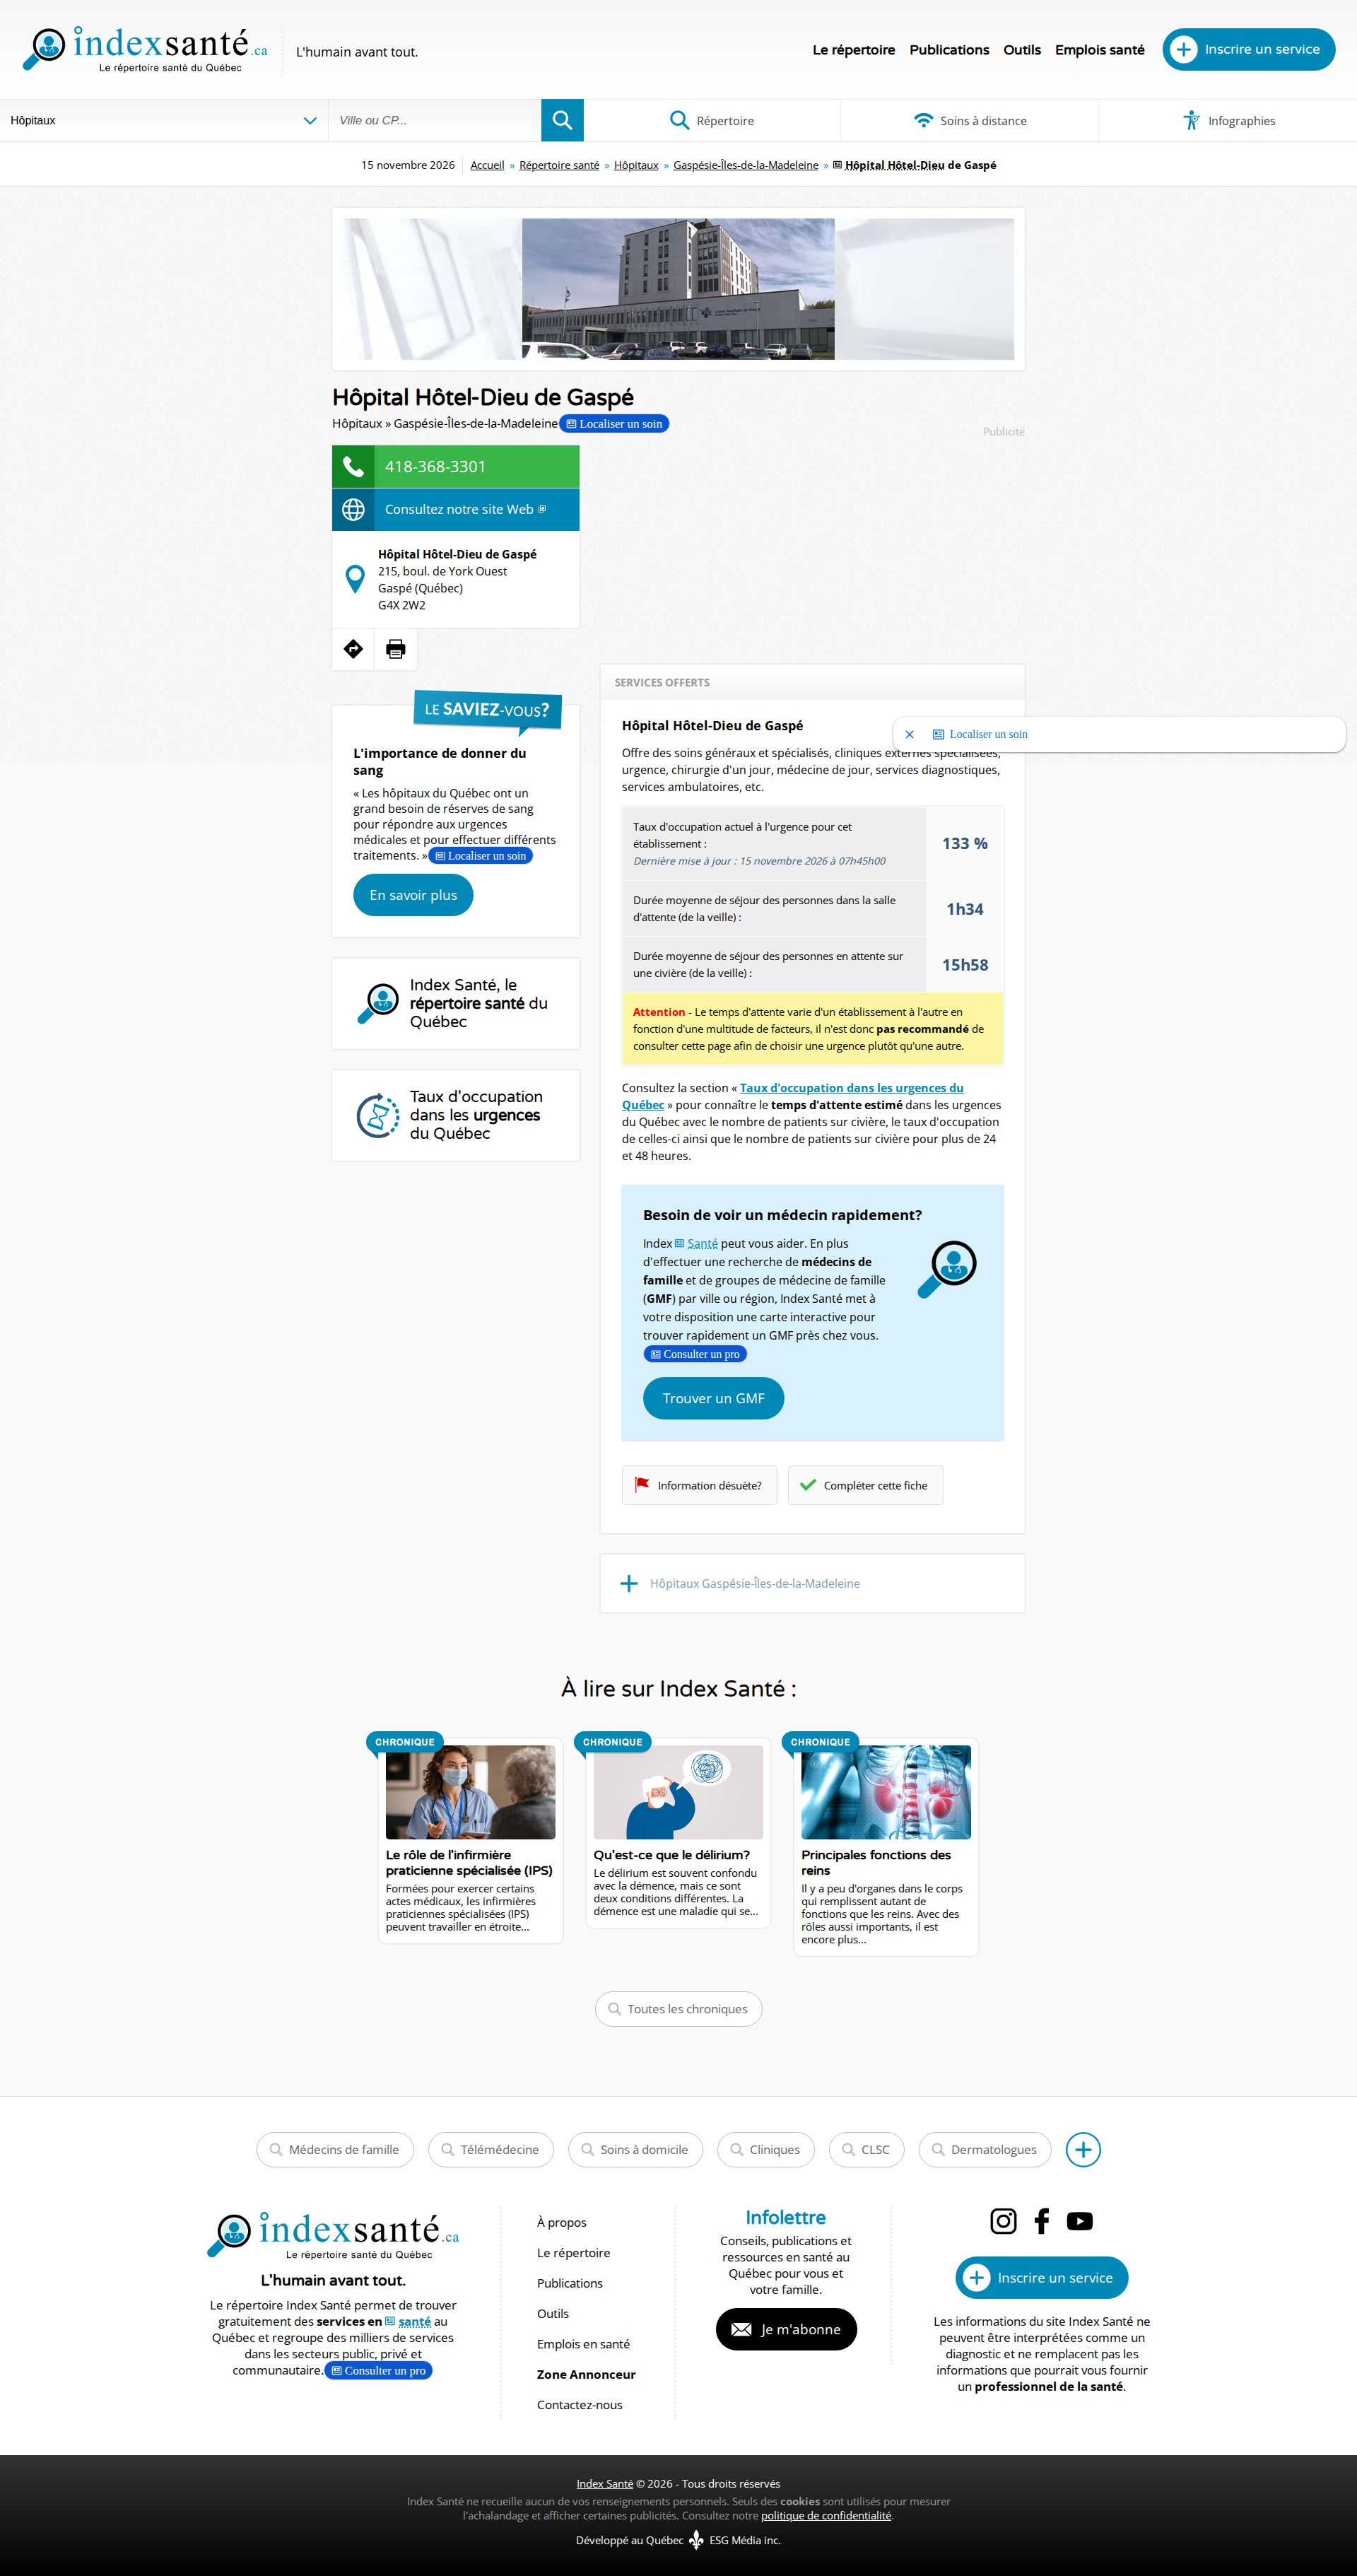 indexsanté.ca
Le répertoire santé du Québec
L'humain avant tout.
Le répertoire
Publications
Outils
Emplois santé
Inscrire un service
Hôpitaux
Ville ou CP...
Répertoire
Soins à distance
Infographies
15 novembre 2026
Accueil » Répertoire santé » Hôpitaux » Gaspésie-Îles-de-la-Madeleine » Hôpital Hôtel-Dieu de Gaspé
Hôpital Hôtel-Dieu de Gaspé
Hôpitaux » Gaspésie-Îles-de-la-Madeleine Localiser un soin
Publicité
418-368-3301
Consultez notre site Web
Hôpital Hôtel-Dieu de Gaspé
215, boul. de York Ouest
Gaspé (Québec)
G4X 2W2
LE SAVIEZ-VOUS?
L'importance de donner du
sang
« Les hôpitaux du Québec ont un
grand besoin de réserves de sang
pour répondre aux urgences
médicales et pour effectuer différents
traitements. » Localiser un soin
En savoir plus
Index Santé, le
répertoire santé du
Québec
Taux d'occupation
dans les urgences
du Québec
SERVICES OFFERTS
Hôpital Hôtel-Dieu de Gaspé
Localiser un soin
Offre des soins généraux et spécialisés, cliniques externes spécialisées,
urgence, chirurgie d'un jour, médecine de jour, services diagnostiques,
services ambulatoires, etc.
Taux d'occupation actuel à l'urgence pour cet
établissement :
Dernière mise à jour : 15 novembre 2026 à 07h45h00
133 %
Durée moyenne de séjour des personnes dans la salle
d'attente (de la veille) :
1h34
Durée moyenne de séjour des personnes en attente sur
une civière (de la veille) :
15h58
Attention - Le temps d'attente varie d'un établissement à l'autre en
fonction d'une multitude de facteurs, il n'est donc pas recommandé de
consulter cette page afin de choisir une urgence plutôt qu'une autre.
Consultez la section « Taux d'occupation dans les urgences du
Québec » pour connaître le temps d'attente estimé dans les urgences
du Québec avec le nombre de patients sur civière, le taux d'occupation
de celles-ci ainsi que le nombre de patients sur civière pour plus de 24
et 48 heures.
Besoin de voir un médecin rapidement?
Index Santé peut vous aider. En plus
d'effectuer une recherche de médecins de
famille et de groupes de médecine de famille
(GMF) par ville ou région, Index Santé met à
votre disposition une carte interactive pour
trouver rapidement un GMF près chez vous.
Consulter un pro
Trouver un GMF
Information désuète?
Compléter cette fiche
Hôpitaux Gaspésie-Îles-de-la-Madeleine
À lire sur Index Santé :
CHRONIQUE
Le rôle de l'infirmière
praticienne spécialisée (IPS)
Formées pour exercer certains
actes médicaux, les infirmières
praticiennes spécialisées (IPS)
peuvent travailler en étroite...
CHRONIQUE
Qu'est-ce que le délirium?
Le délirium est souvent confondu
avec la démence, mais ce sont
deux conditions différentes. La
démence est une maladie qui se...
CHRONIQUE
Principales fonctions des
reins
Il y a peu d'organes dans le corps
qui remplissent autant de
fonctions que les reins. Avec des
rôles aussi importants, il est
encore plus...
Toutes les chroniques
Médecins de famille
Télémédecine
Soins à domicile
Cliniques
CLSC
Dermatologues
indexsanté.ca
Le répertoire santé du Québec
L'humain avant tout.
Le répertoire Index Santé permet de trouver
gratuitement des services en santé au
Québec et regroupe des milliers de services
dans les secteurs public, privé et
communautaire. Consulter un pro
À propos
Le répertoire
Publications
Outils
Emplois en santé
Zone Annonceur
Contactez-nous
Infolettre
Conseils, publications et
ressources en santé au
Québec pour vous et
votre famille.
Je m'abonne
Inscrire un service
Les informations du site Index Santé ne
peuvent être interprétées comme un
diagnostic et ne remplacent pas les
informations que pourrait vous fournir
un professionnel de la santé.
Index Santé © 2026 - Tous droits réservés
Index Santé ne recueille aucun de vos renseignements personnels. Seuls des cookies sont utilisés pour mesurer
l'achalandage et afficher certaines publicités. Consultez notre politique de confidentialité.
Développé au Québec ESG Média inc.